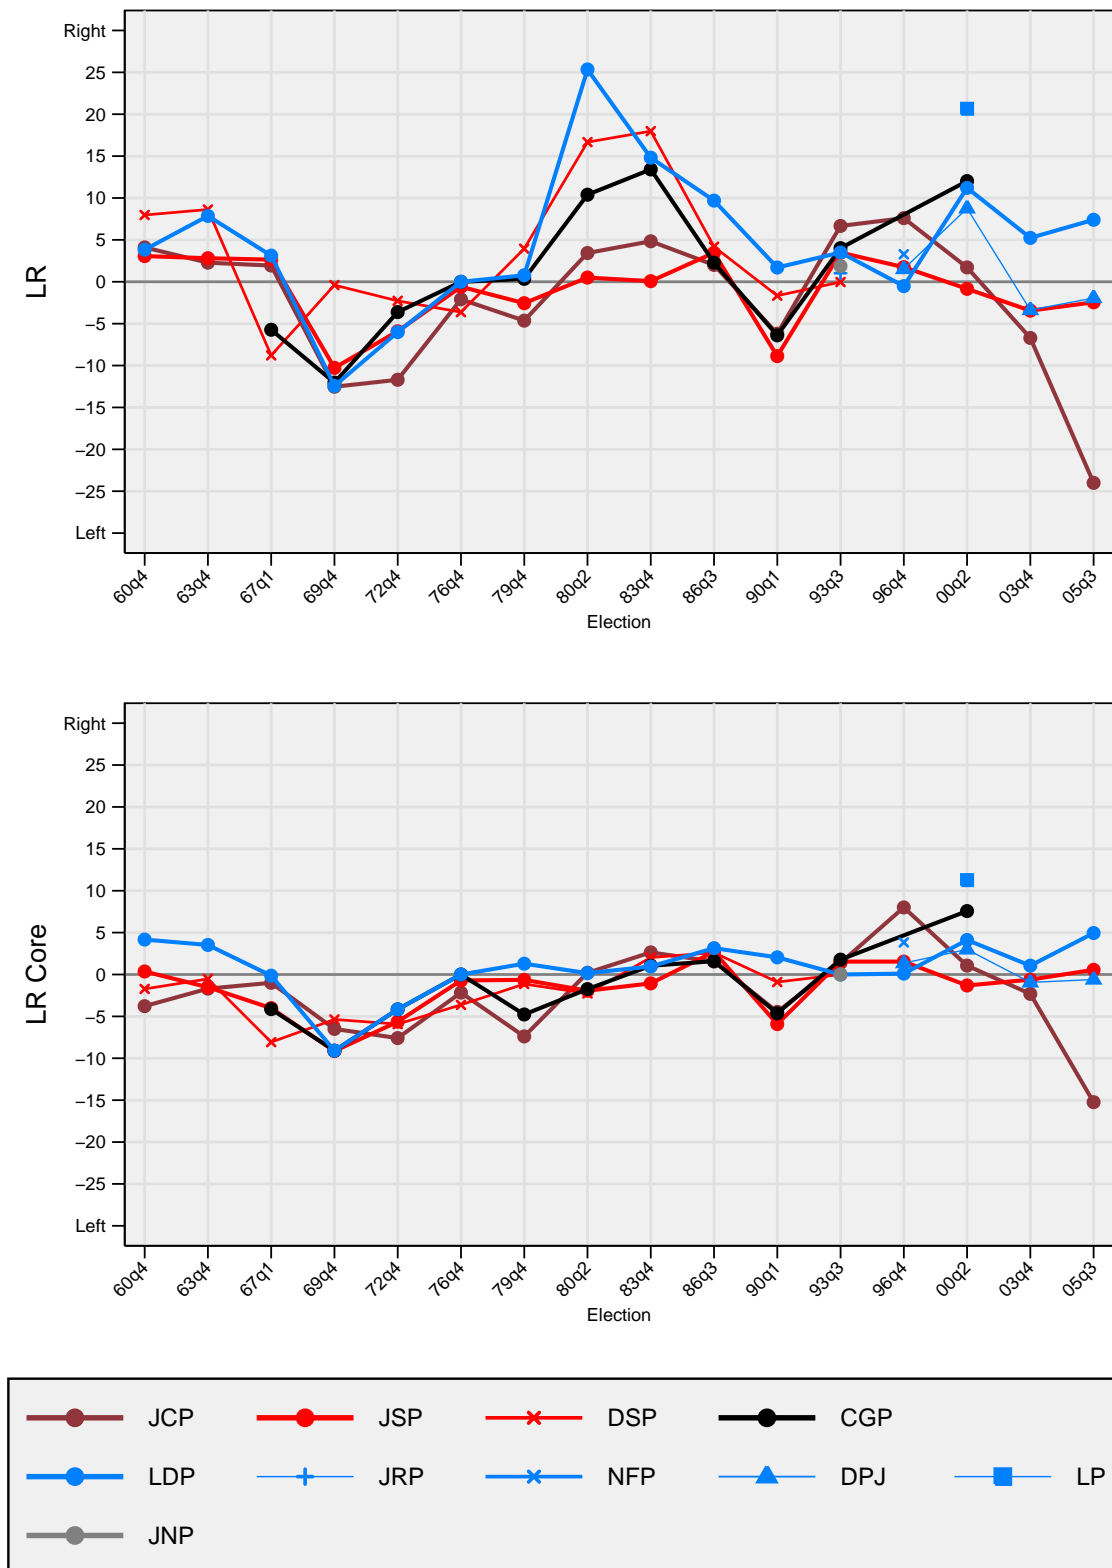 LR
Right
25
20
15
10
5
0
−5
−10
−15
−20
−25
Left
60q4 63q4 67q1 69q4 72q4 76q4 79q4 80q2 83q4 86q3 90q1 93q3 96q4 00q2 03q4 05q3
Election
LR Core
Right
25
20
15
10
5
0
−5
−10
−15
−20
−25
Left
60q4 63q4 67q1 69q4 72q4 76q4 79q4 80q2 83q4 86q3 90q1 93q3 96q4 00q2 03q4 05q3
Election
JCP JSP DSP CGP
LDP JRP NFP DPJ LP
JNP